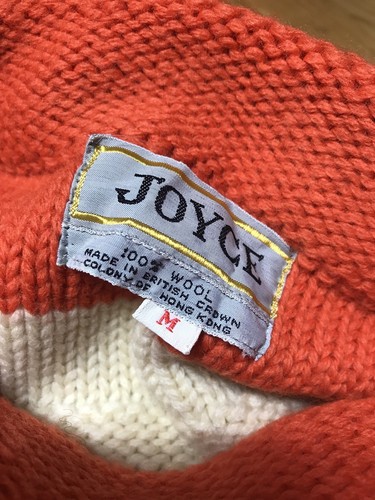 JOYCE
100% WOOL
MADE IN BRITISH CROWN
COLONY OF HONG KONG
M